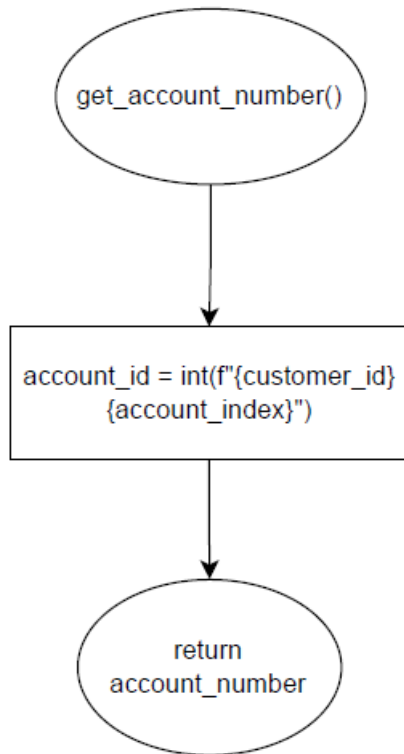 get_account_number()
account_id = int(f"{customer_id}
{account_index}")
return
account_number